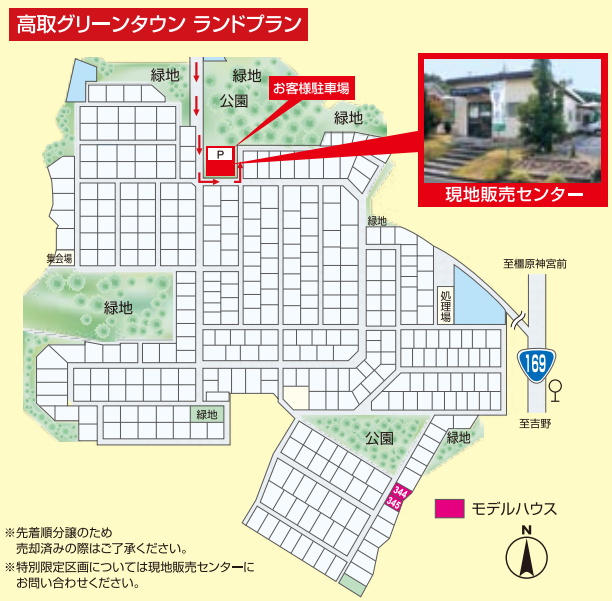 高取グリーンタウン ランドプラン
緑地
緑地
公園
お客様駐車場
緑地
P
現地販売センター
緑地
集会場
至橿原神宮前
緑地
処理場
169
至吉野
緑地
公園
緑地
344
345
モデルハウス
※先着順分譲のため
売却済みの際はご了承ください。
※特別限定区画については現地販売センターに
お問い合わせください。
N